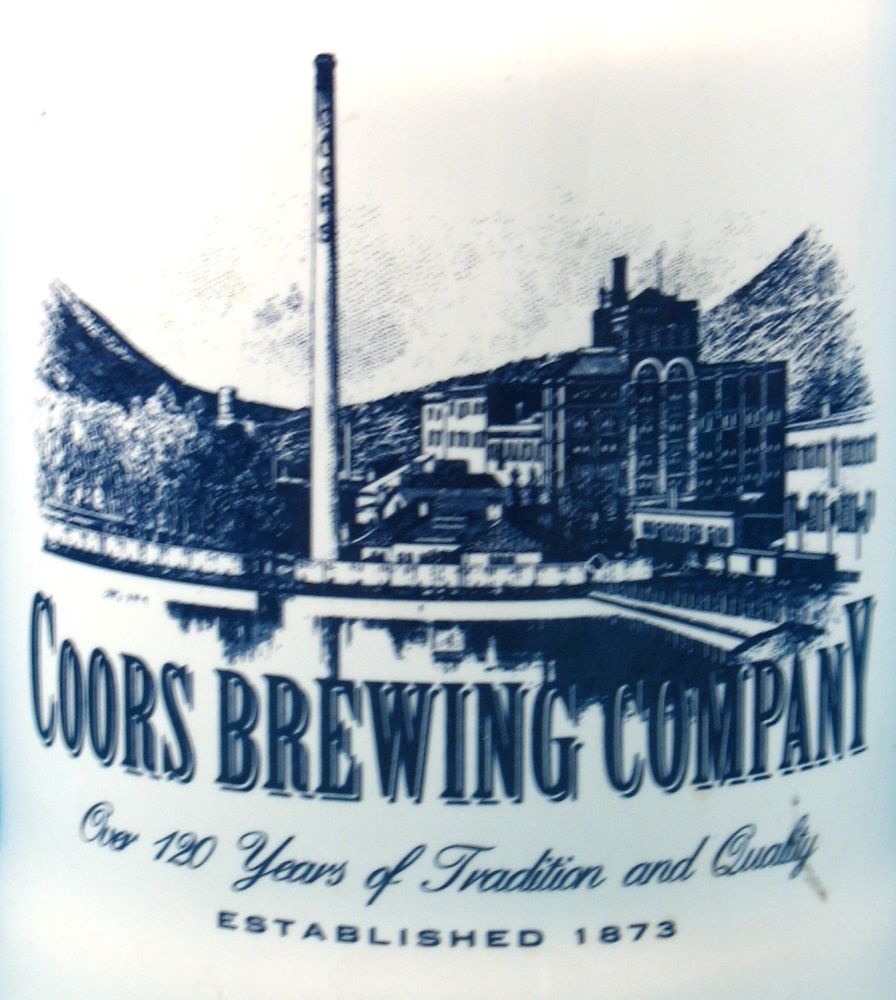 COORS BREWING COMPANY
Over 120 Years of Tradition and Quality
ESTABLISHED 1873